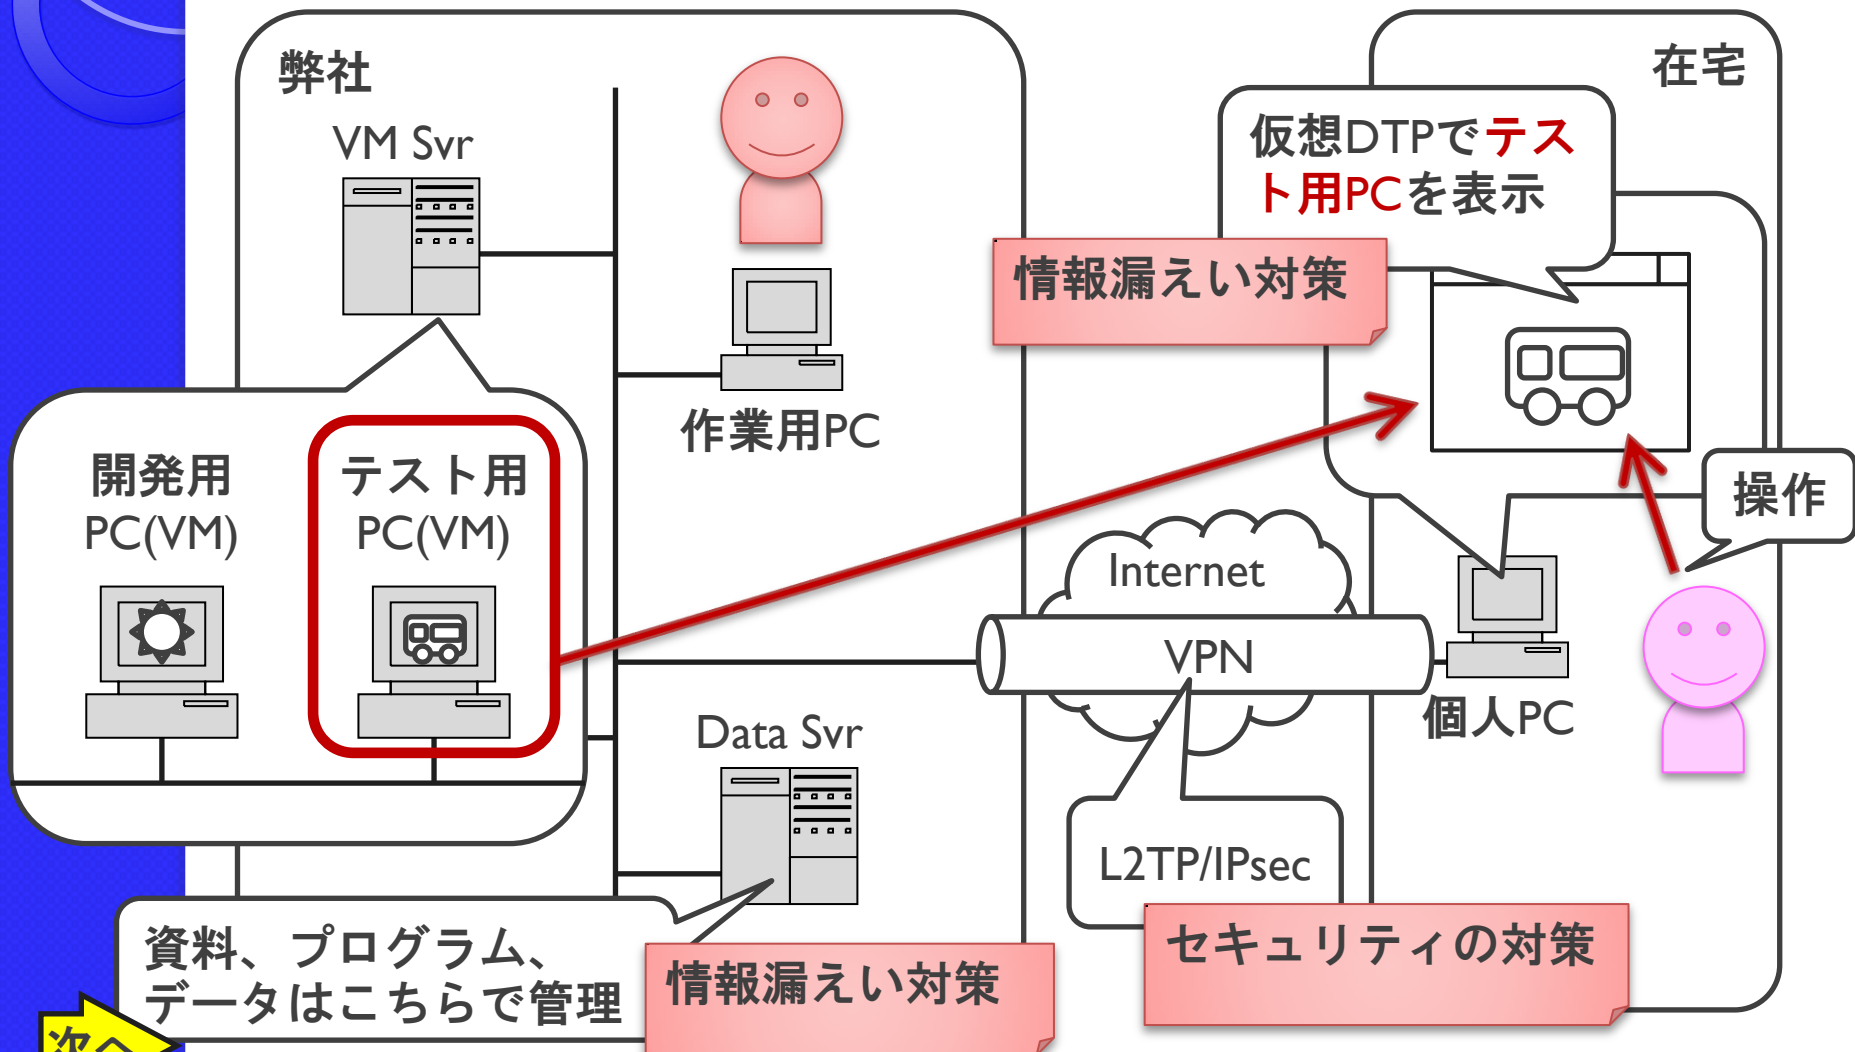 弊社
在宅
VM Svr
仮想DTPでテス
ト用PCを表示
情報漏えい対策
作業用PC
開発用
PC(VM)
テスト用
PC(VM)
操作
Internet
VPN
個人PC
Data Svr
L2TP/IPsec
資料、プログラム、
データはこちらで管理
情報漏えい対策
セキュリティの対策
次へ